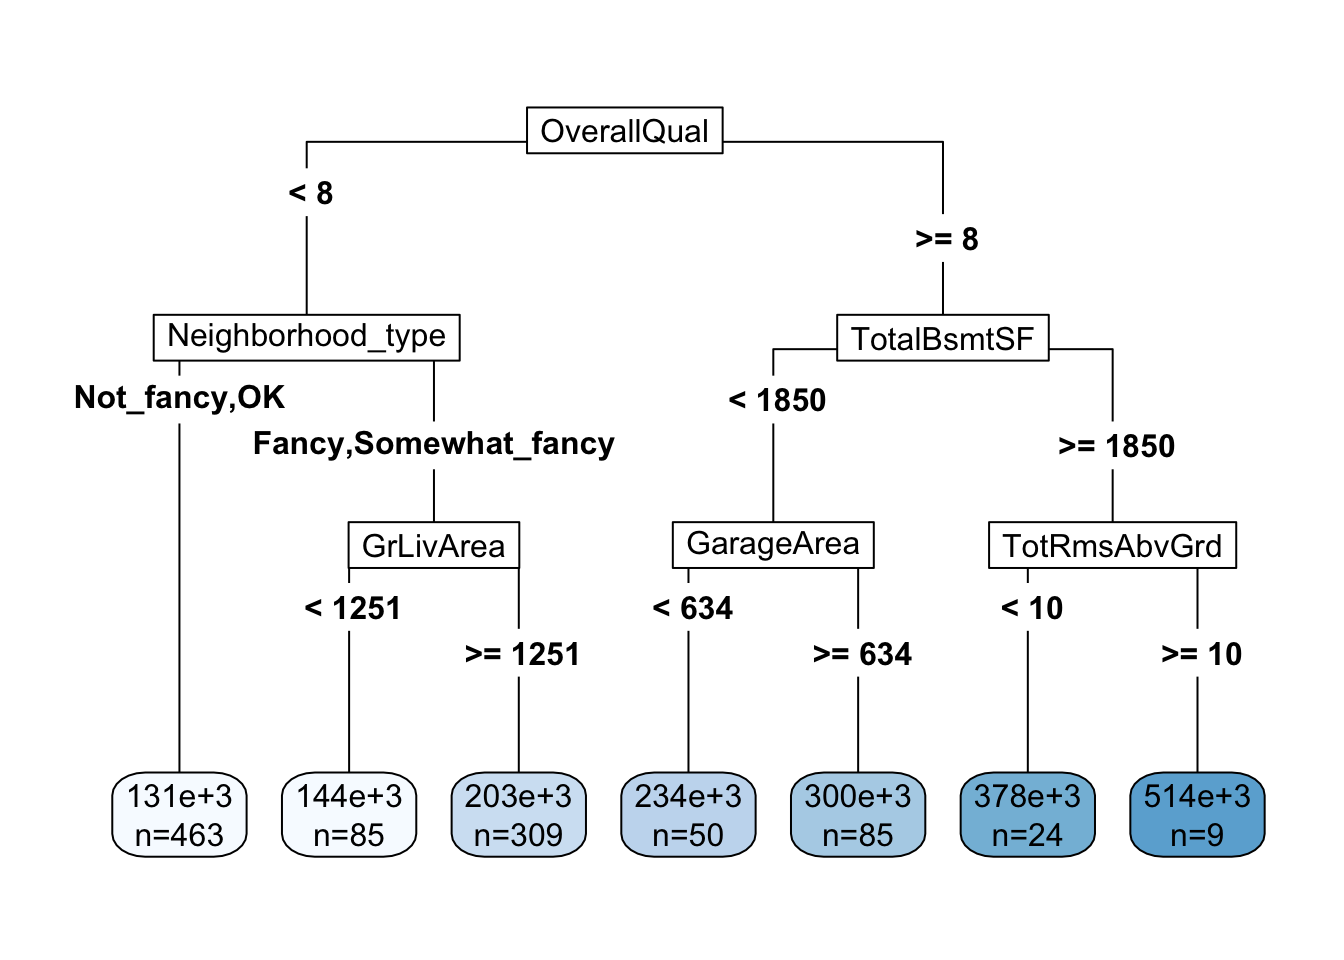 OverallQual
< 8
>= 8
Neighborhood_type
TotalBsmtSF
Not_fancy,OK
< 1850
Fancy,Somewhat_fancy
>= 1850
GrLivArea
GarageArea
TotRmsAbvGrd
< 1251
< 634
< 10
>= 1251
>= 634
>= 10
131e+3
n=463
144e+3
n=85
203e+3
n=309
234e+3
n=50
300e+3
n=85
378e+3
n=24
514e+3
n=9